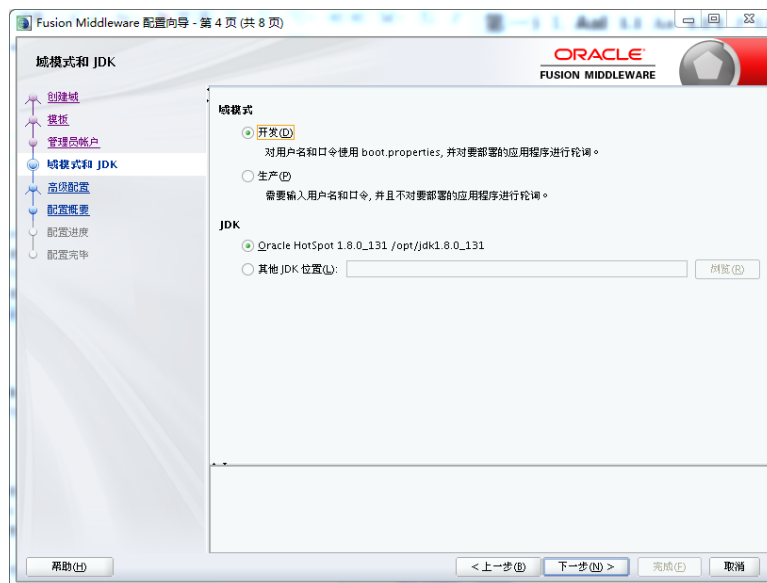 Fusion Middleware 配置向导 - 第 4 页 (共 8 页)
域模式和 JDK
ORACLE
FUSION MIDDLEWARE
创建域
模板
管理员帐户
域模式和 JDK
高级配置
配置概要
配置进度
配置完毕
域模式
开发(D)
对用户名和口令使用 boot.properties, 并对要部署的应用程序进行轮询。
生产(P)
需要输入用户名和口令, 并且不对要部署的应用程序进行轮询。
JDK
Oracle HotSpot 1.8.0_131 /opt/jdk1.8.0_131
其他 JDK 位置(L):
浏览(R)
帮助(H)
< 上一步(B)
下一步(N) >
完成(F)
取消